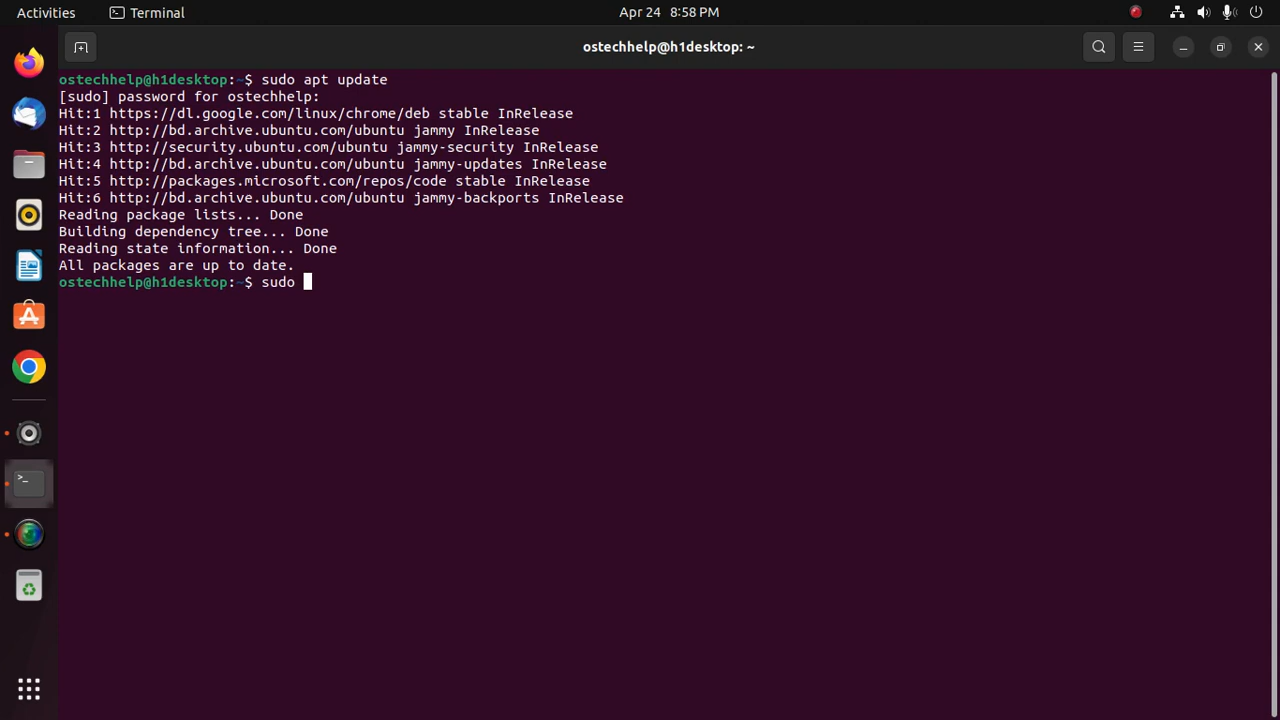 Activities
Terminal
Apr 24 8:58 PM
ostechhelp@h1desktop: ~
ostechhelp@h1desktop:~$ sudo apt update
[sudo] password for ostechhelp:
Hit:1 https://dl.google.com/linux/chrome/deb stable InRelease
Hit:2 http://bd.archive.ubuntu.com/ubuntu jammy InRelease
Hit:3 http://security.ubuntu.com/ubuntu jammy-security InRelease
Hit:4 http://bd.archive.ubuntu.com/ubuntu jammy-updates InRelease
Hit:5 http://packages.microsoft.com/repos/code stable InRelease
Hit:6 http://bd.archive.ubuntu.com/ubuntu jammy-backports InRelease
Reading package lists... Done
Building dependency tree... Done
Reading state information... Done
All packages are up to date.
ostechhelp@h1desktop:~$ sudo